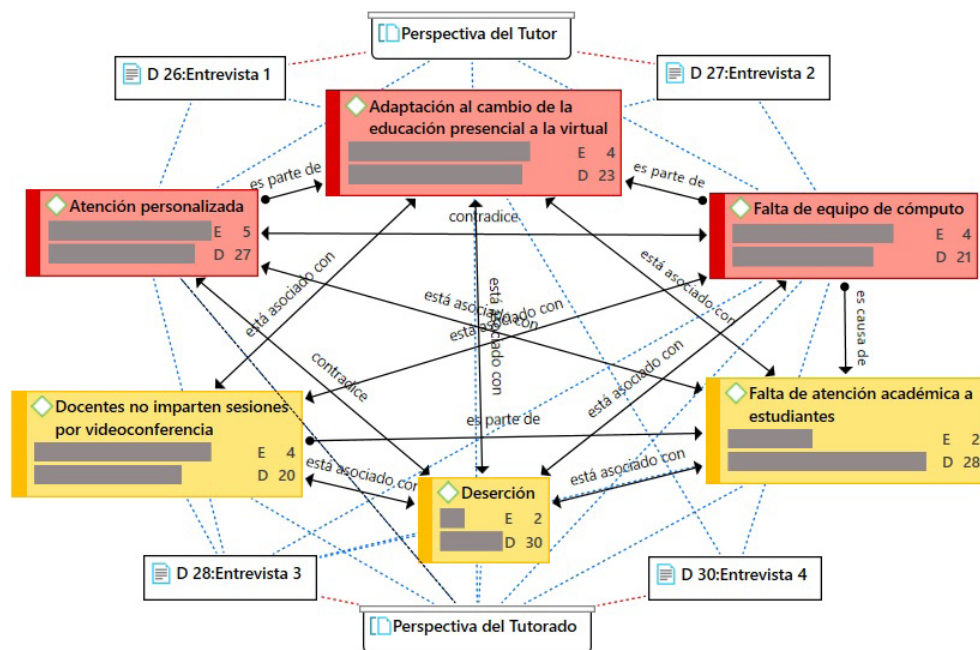 Perspectiva del Tutor
D 26:Entrevista 1
D 27:Entrevista 2
Adaptación al cambio de la
educación presencial a la virtual
E 4
D 23
es parte de
es parte de
Atención personalizada
E 5
D 27
contradice
Falta de equipo de cómputo
E 4
D 21
está asociado con
está asociado con
está asociado con
está asociado con
está asociado con
está asociado con
es causa de
contradice
está asociado con
Docentes no imparten sesiones
por videoconferencia
E 4
D 20
es parte de
Falta de atención académica a
estudiantes
E 2
D 28
está asociado con
está asociado con
Deserción
E 2
D 30
D 28:Entrevista 3
D 30:Entrevista 4
Perspectiva del Tutorado